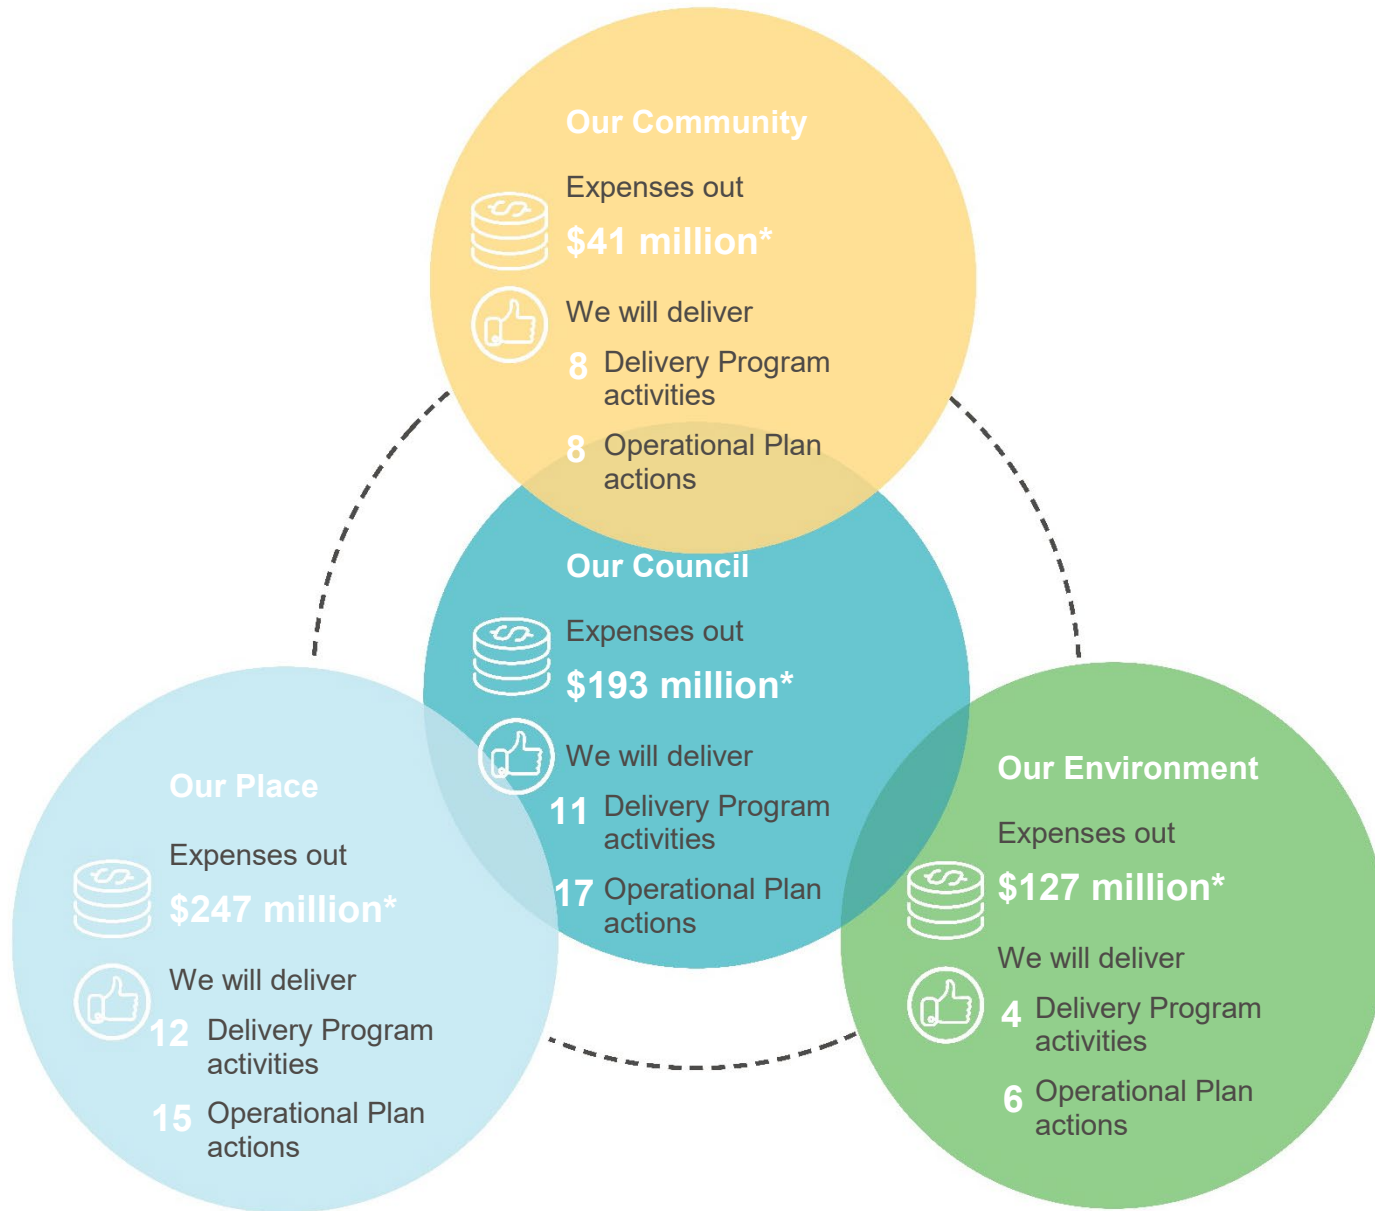 Our Community
Expenses out
$41 million*
We will deliver
8 Delivery Program
activities
8 Operational Plan
actions
Our Council
Expenses out
$193 million*
We will deliver
11 Delivery Program
activities
17 Operational Plan
actions
Our Place
Expenses out
$247 million*
We will deliver
12 Delivery Program
activities
15 Operational Plan
actions
Our Environment
Expenses out
$127 million*
We will deliver
4 Delivery Program
activities
6 Operational Plan
actions